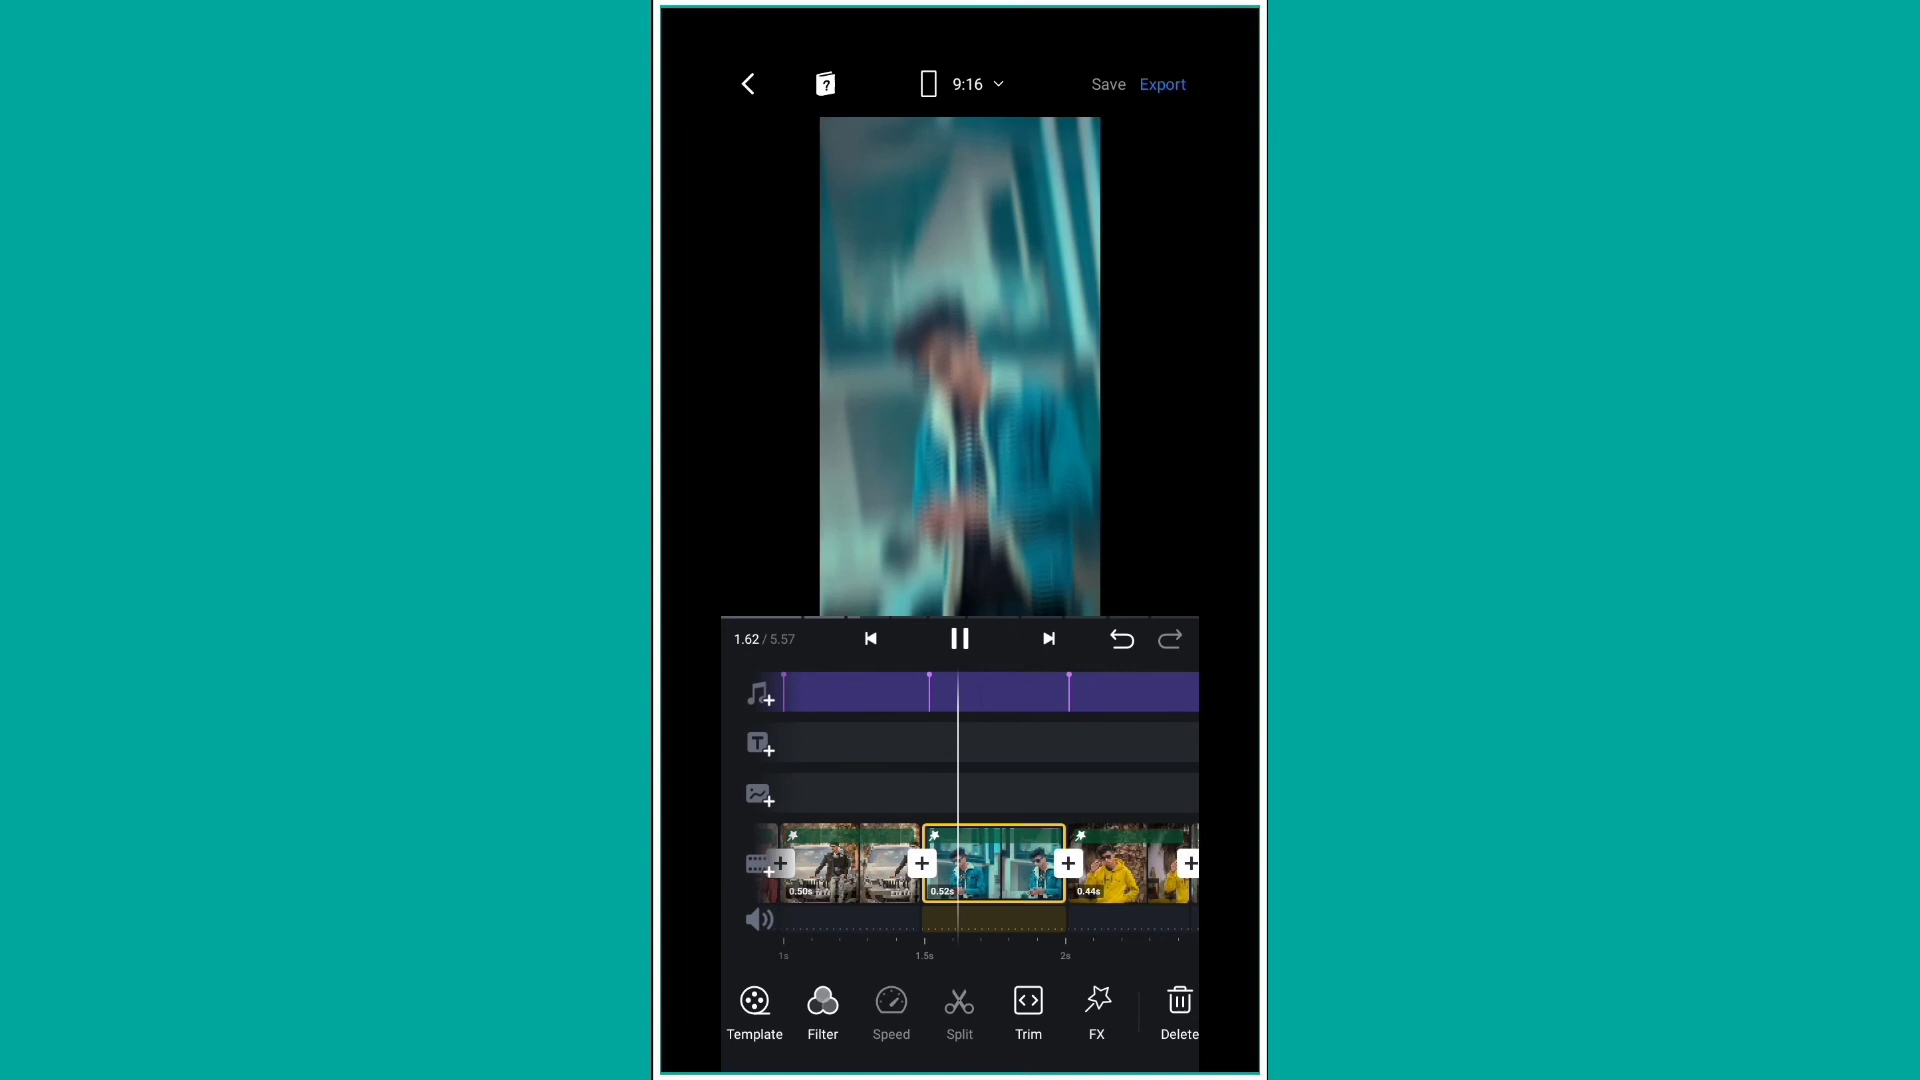 9:16
Save Export
1.62 / 5.57
T
0.50s 0.52s 0.44s
1s 1.5s 2s
Template Filter Speed Split Trim FX Delete